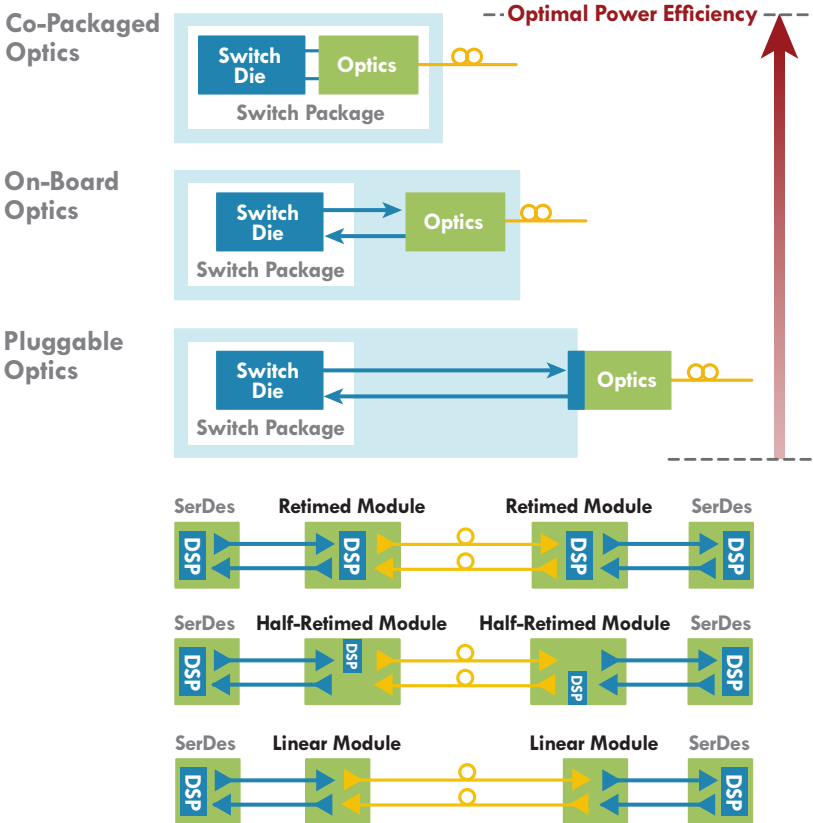 Co-Packaged
Optics
Optimal Power Efficiency
Switch
Die
Optics
Switch Package
On-Board
Optics
Switch
Die
Optics
Switch Package
Pluggable
Optics
Switch
Die
Optics
Switch Package
SerDes
Retimed Module
Retimed Module
SerDes
DSP
DSP
DSP
DSP
SerDes
Half-Retimed Module
Half-Retimed Module
SerDes
DSP
DSP
DSP
DSP
SerDes
Linear Module
Linear Module
SerDes
DSP
DSP